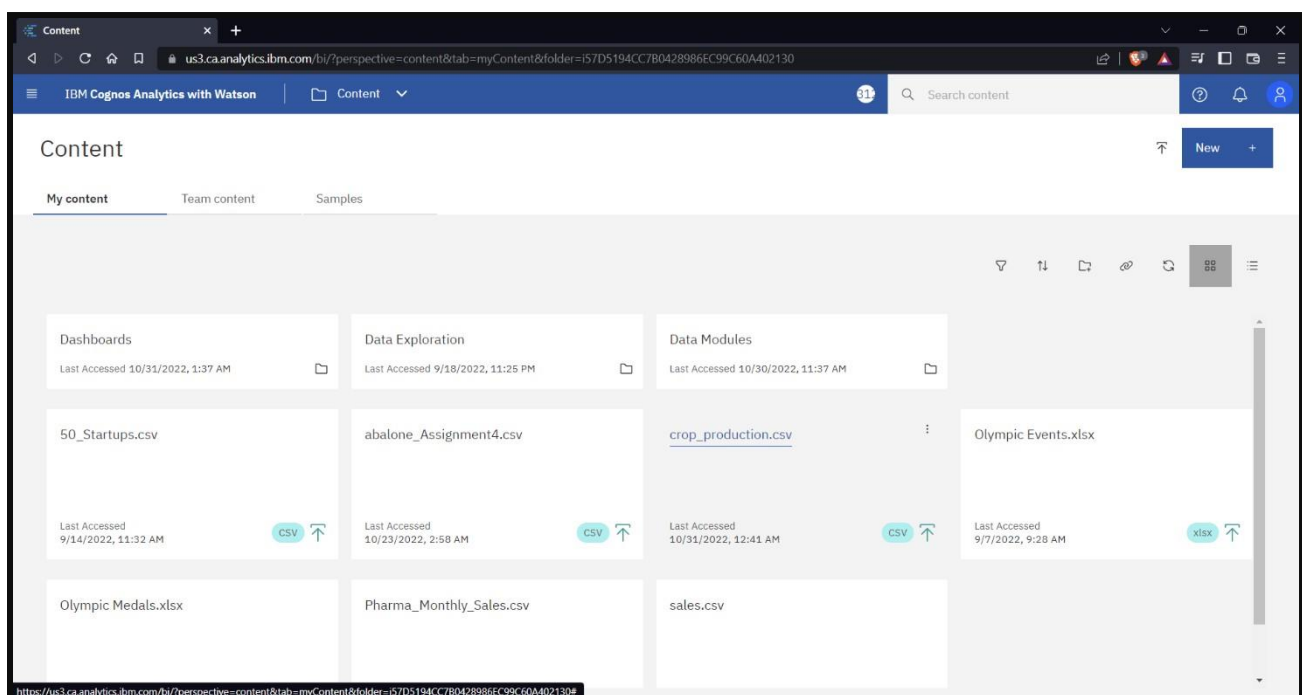 Content
us3.ca.analytics.ibm.com/bi/?perspective=content&tab=myContent&folder=i57D5194CC7B0428986EC99C60A402130
IBM Cognos Analytics with Watson
Content
Search content
Content
New +
My content
Team content
Samples
Dashboards
Last Accessed 10/31/2022, 1:37 AM
Data Exploration
Last Accessed 9/18/2022, 11:25 PM
Data Modules
Last Accessed 10/30/2022, 11:37 AM
50_Startups.csv
Last Accessed
9/14/2022, 11:32 AM
CSV
abalone_Assignment4.csv
Last Accessed
10/23/2022, 2:58 AM
CSV
crop_production.csv
Last Accessed
10/31/2022, 12:41 AM
CSV
Olympic Events.xlsx
Last Accessed
9/7/2022, 9:28 AM
xlsx
Olympic Medals.xlsx
Pharma_Monthly_Sales.csv
sales.csv
https://us3.ca.analytics.ibm.com/bi/?perspective=content&tab=myContent&folder=i57D5194CC7B0428986EC99C60A402130#